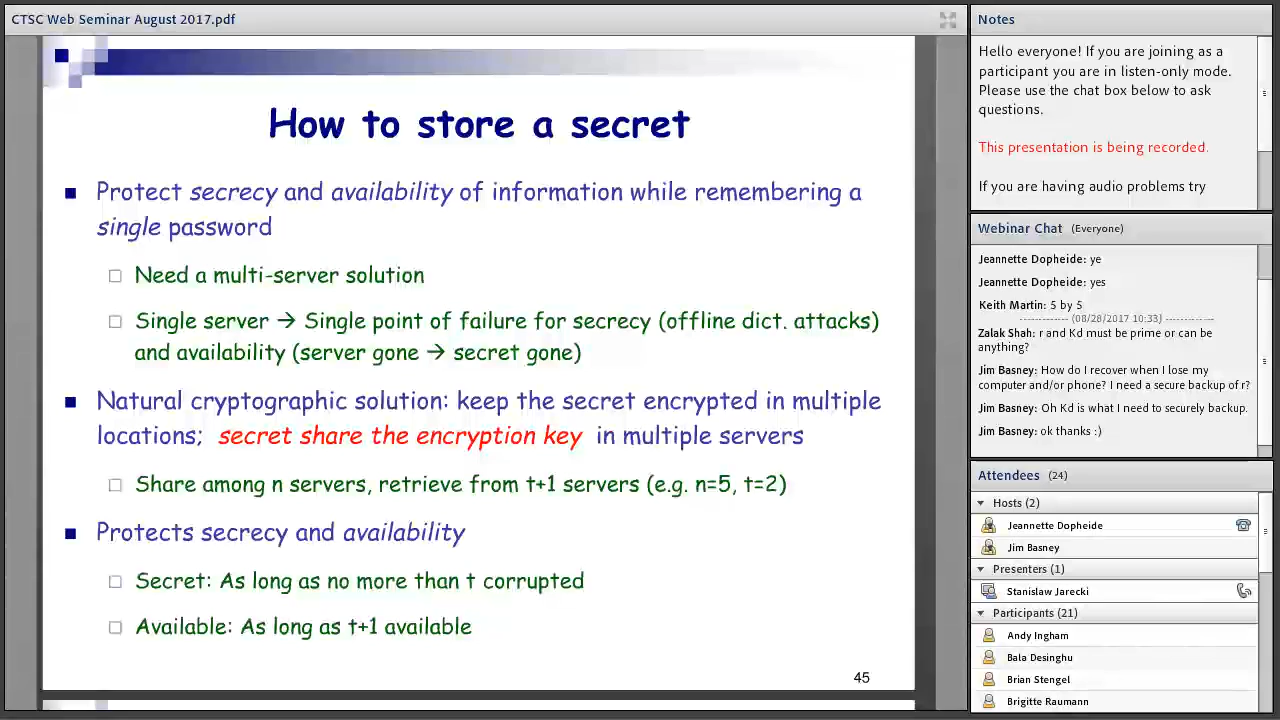 CTSC Web Seminar August 2017.pdf
How to store a secret
Protect secrecy and availability of information while remembering a
single password
Need a multi-server solution
Single server → Single point of failure for secrecy (offline dict. attacks)
and availability (server gone → secret gone)
Natural cryptographic solution: keep the secret encrypted in multiple
locations; secret share the encryption key in multiple servers
Share among n servers, retrieve from t+1 servers (e.g. n=5, t=2)
Protects secrecy and availability
Secret: As long as no more than t corrupted
Available: As long as t+1 available
45
Notes
Hello everyone! If you are joining as a
participant you are in listen-only mode.
Please use the chat box below to ask
questions.
This presentation is being recorded.
If you are having audio problems try
Webinar Chat (Everyone)
Jeannette Dopheide: ye
Jeannette Dopheide: yes
Keith Martin: 5 by 5
--------------- (08/28/2017 10:33) ---------------
Zalak Shah: r and Kd must be prime or can be
anything?
Jim Basney: How do I recover when I lose my
computer and/or phone? I need a secure backup of r?
Jim Basney: Oh Kd is what I need to securely backup.
Jim Basney: ok thanks :)
Attendees (24)
Hosts (2)
Jeannette Dopheide
Jim Basney
Presenters (1)
Stanislaw Jarecki
Participants (21)
Andy Ingham
Bala Desinghu
Brian Stengel
Brigitte Raumann